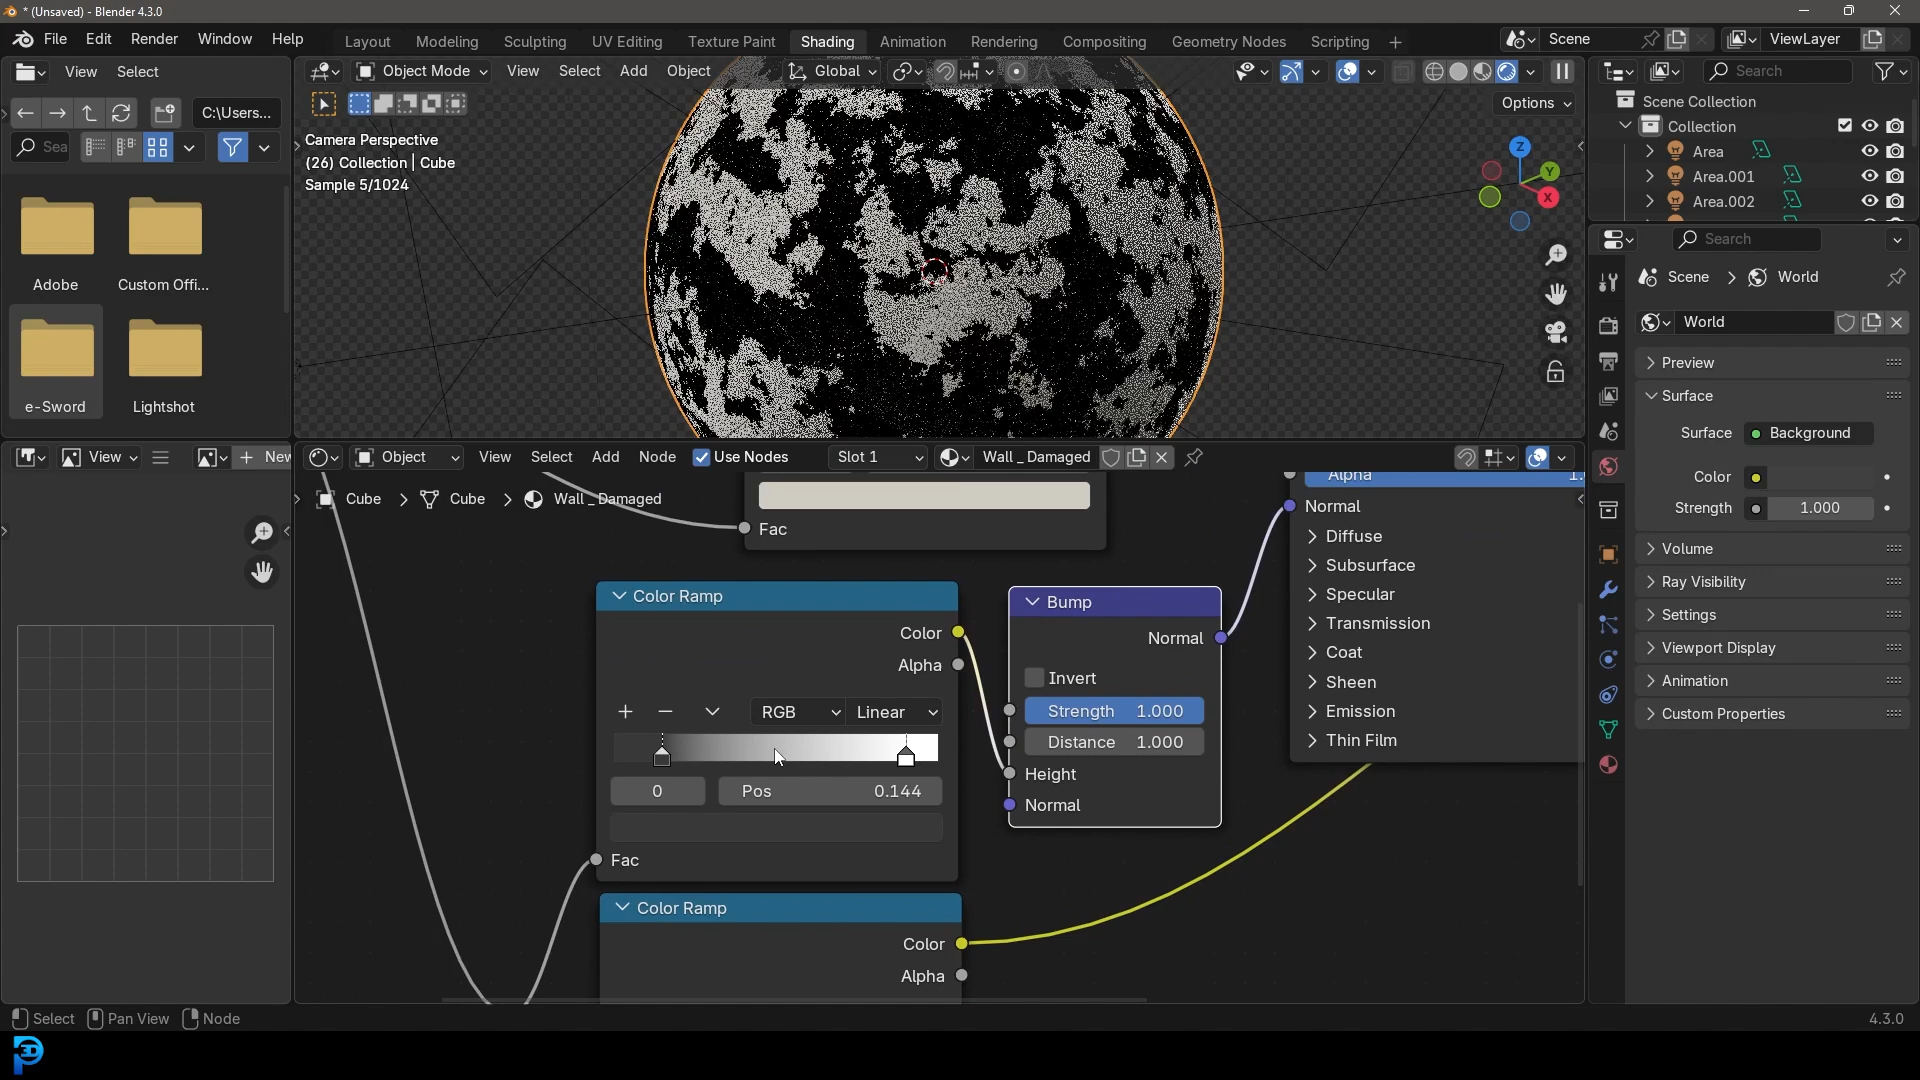 * (Unsaved) - Blender 4.3.0
File Edit Render Window Help
Layout Modeling Sculpting UV Editing Texture Paint Shading Animation Rendering Compositing Geometry Nodes Scripting +
Scene
ViewLayer
View Select
Object Mode View Select Add Object Global
Search
C:\Users...
Options
Scene Collection
Camera Perspective
(26) Collection | Cube
Sample 5/1024
Collection
Area
Area.001
Area.002
Sea
Z
Y
X
Search
Adobe
Custom Offi...
Scene > World
World
e-Sword
Lightshot
Preview
Surface
Surface Background
Color
Strength 1.000
Volume
Ray Visibility
Settings
Viewport Display
Animation
Custom Properties
View + New
Object View Select Add Node Use Nodes Slot 1 Wall_Damaged
Cube > Cube > Wall_Damaged
Fac
Alpha 1.
Normal
Diffuse
Subsurface
Specular
Transmission
Coat
Sheen
Emission
Thin Film
Color Ramp
Color
Alpha
+ − RGB Linear
0 Pos 0.144
Fac
Bump
Normal
Invert
Strength 1.000
Distance 1.000
Height
Normal
Color Ramp
Color
Alpha
Select Pan View Node
4.3.0